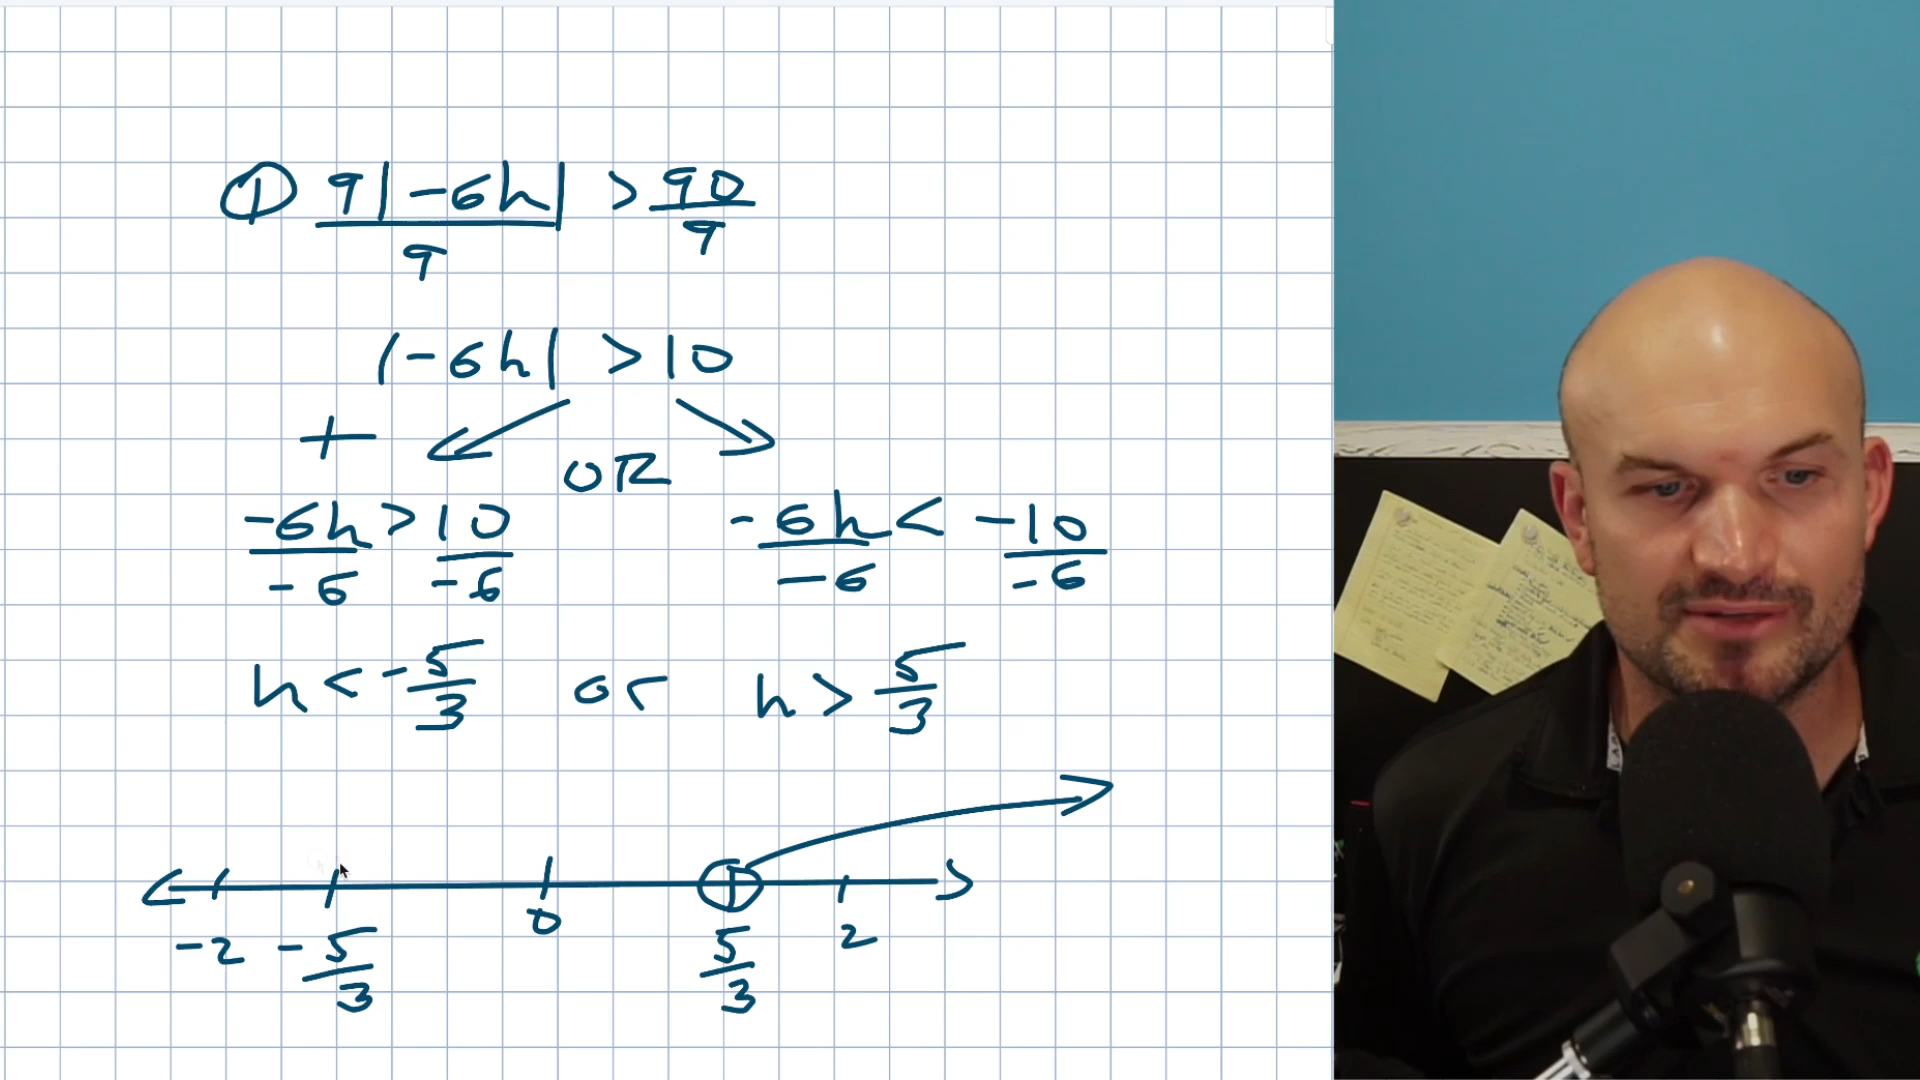 ① 9|-6h| > 90
9 9
|-6h| > 10
+ OR
-6h > 10 -6h < -10
-6 -6 -6 -6
h < -5/3 or h > 5/3
-2 -5/3 0 5/3 2